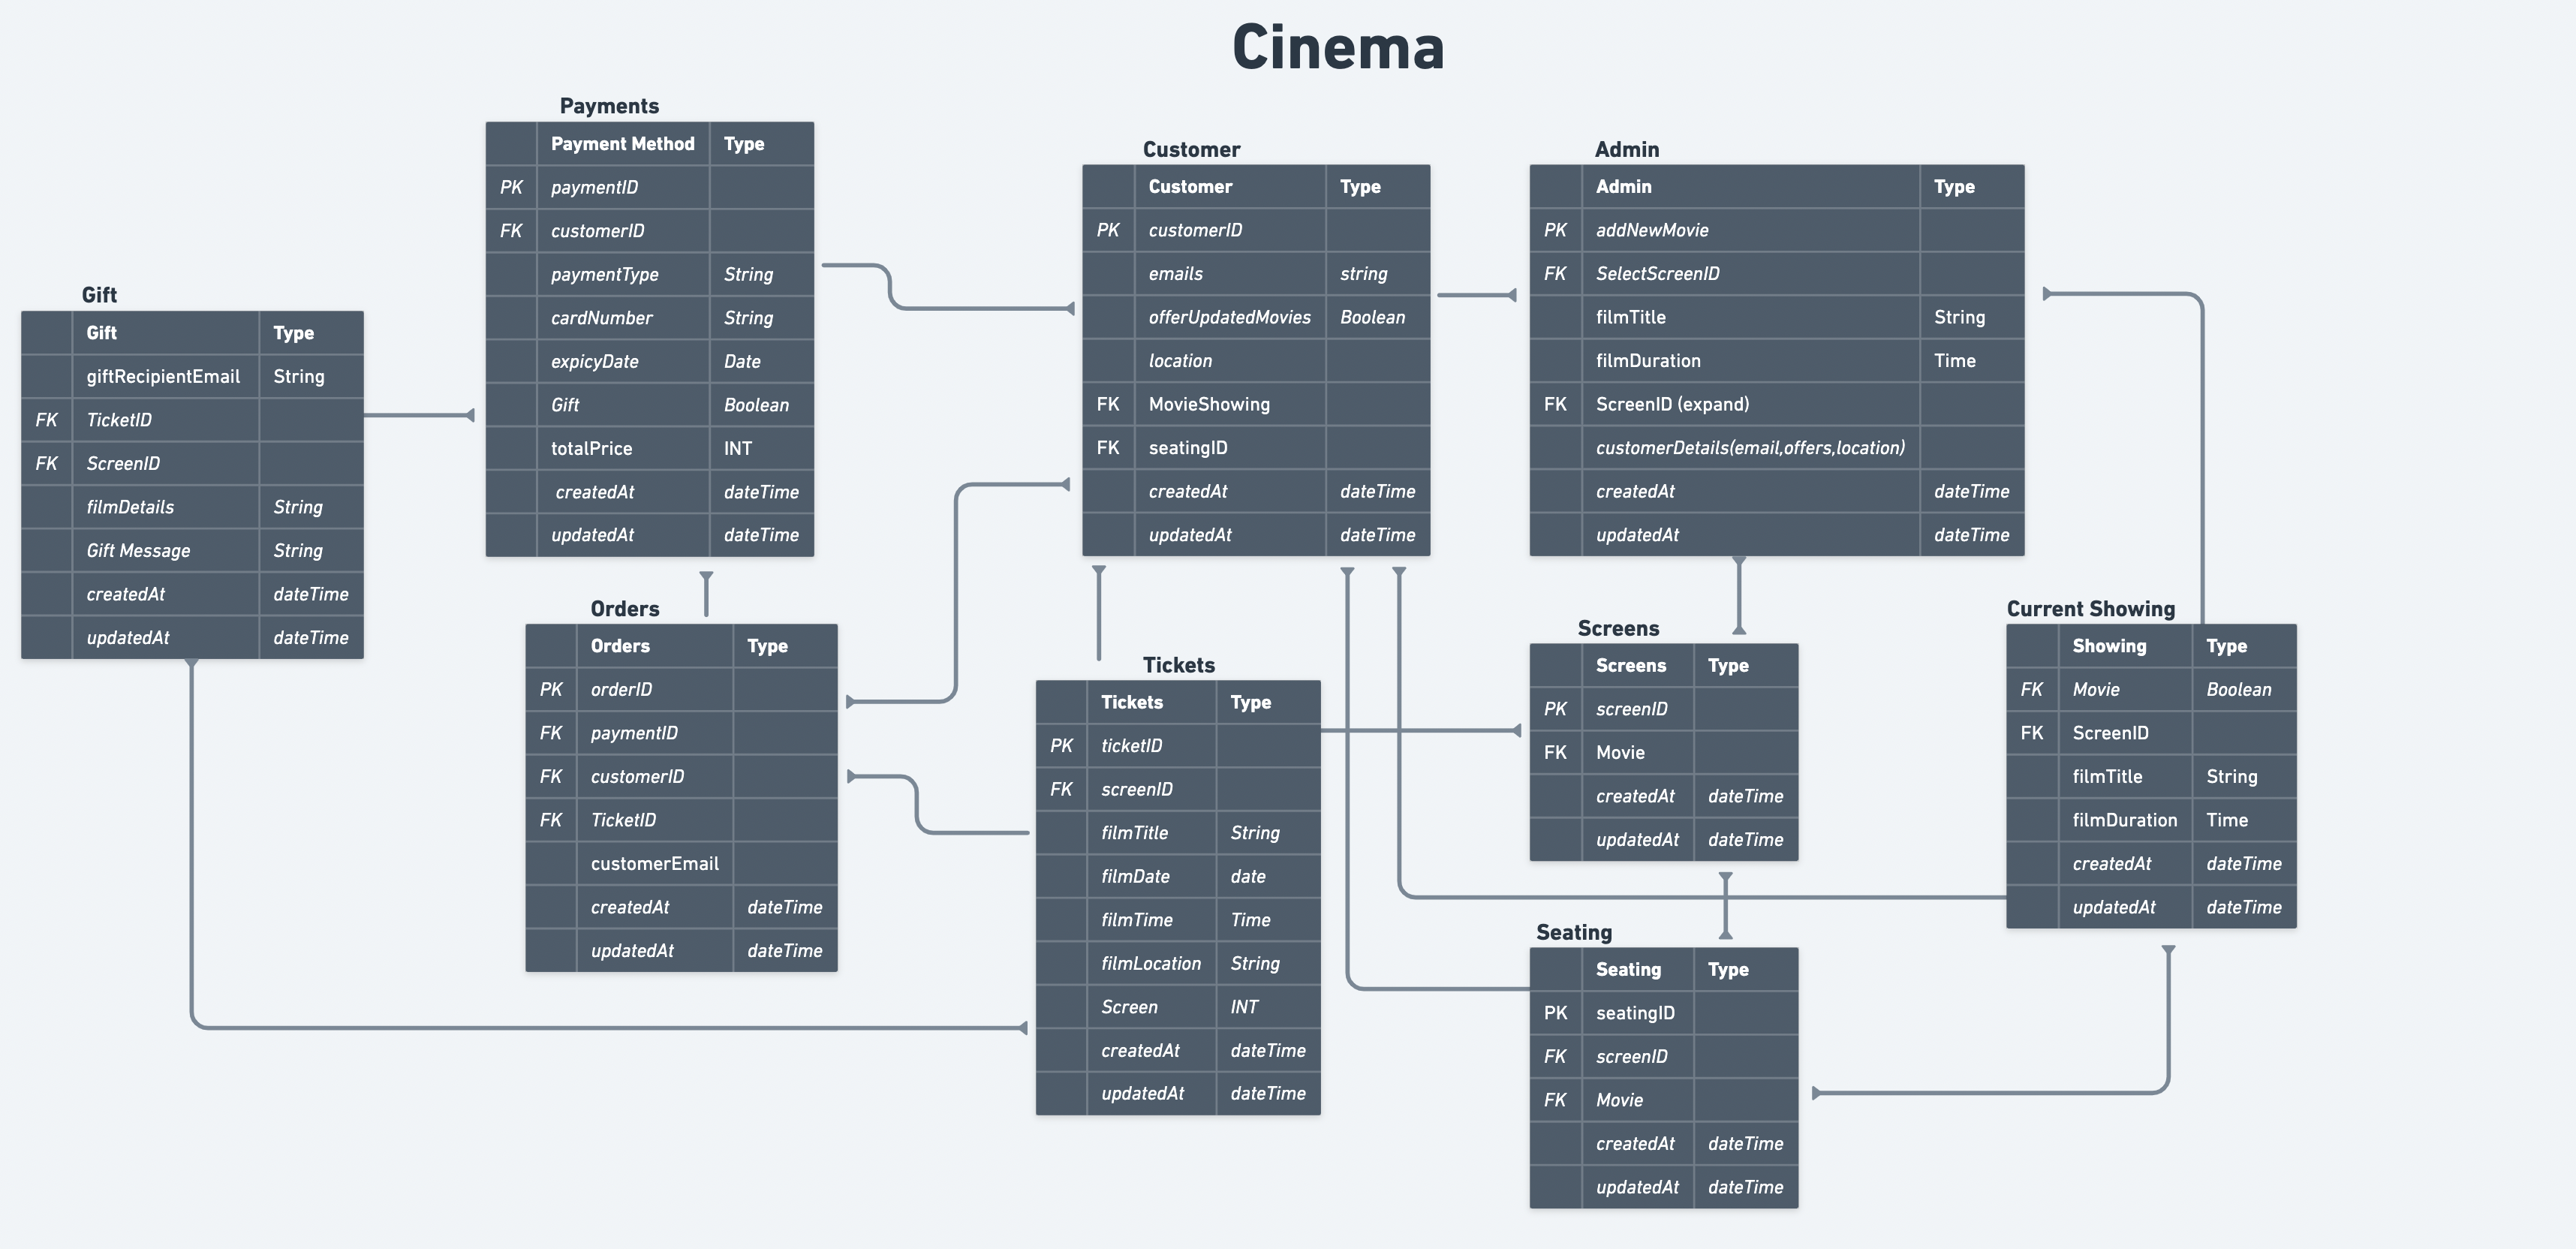 Cinema
Payments
Payment Method Type
PK paymentID
FK customerID
paymentType String
cardNumber String
expicyDate Date
Gift Boolean
totalPrice INT
createdAt dateTime
updatedAt dateTime
Customer
Customer Type
PK customerID
emails string
offerUpdatedMovies Boolean
location
FK MovieShowing
FK seatingID
createdAt dateTime
updatedAt dateTime
Admin
Admin Type
PK addNewMovie
FK SelectScreenID
filmTitle String
filmDuration Time
FK ScreenID (expand)
customerDetails(email,offers,location)
createdAt dateTime
updatedAt dateTime
Gift
Gift Type
giftRecipientEmail String
FK TicketID
FK ScreenID
filmDetails String
Gift Message String
createdAt dateTime
updatedAt dateTime
Orders
Orders Type
PK orderID
FK paymentID
FK customerID
FK TicketID
customerEmail
createdAt dateTime
updatedAt dateTime
Tickets
Tickets Type
PK ticketID
FK screenID
filmTitle String
filmDate date
filmTime Time
filmLocation String
Screen INT
createdAt dateTime
updatedAt dateTime
Screens
Screens Type
PK screenID
FK Movie
createdAt dateTime
updatedAt dateTime
Current Showing
Showing Type
FK Movie Boolean
FK ScreenID
filmTitle String
filmDuration Time
createdAt dateTime
updatedAt dateTime
Seating
Seating Type
PK seatingID
FK screenID
FK Movie
createdAt dateTime
updatedAt dateTime